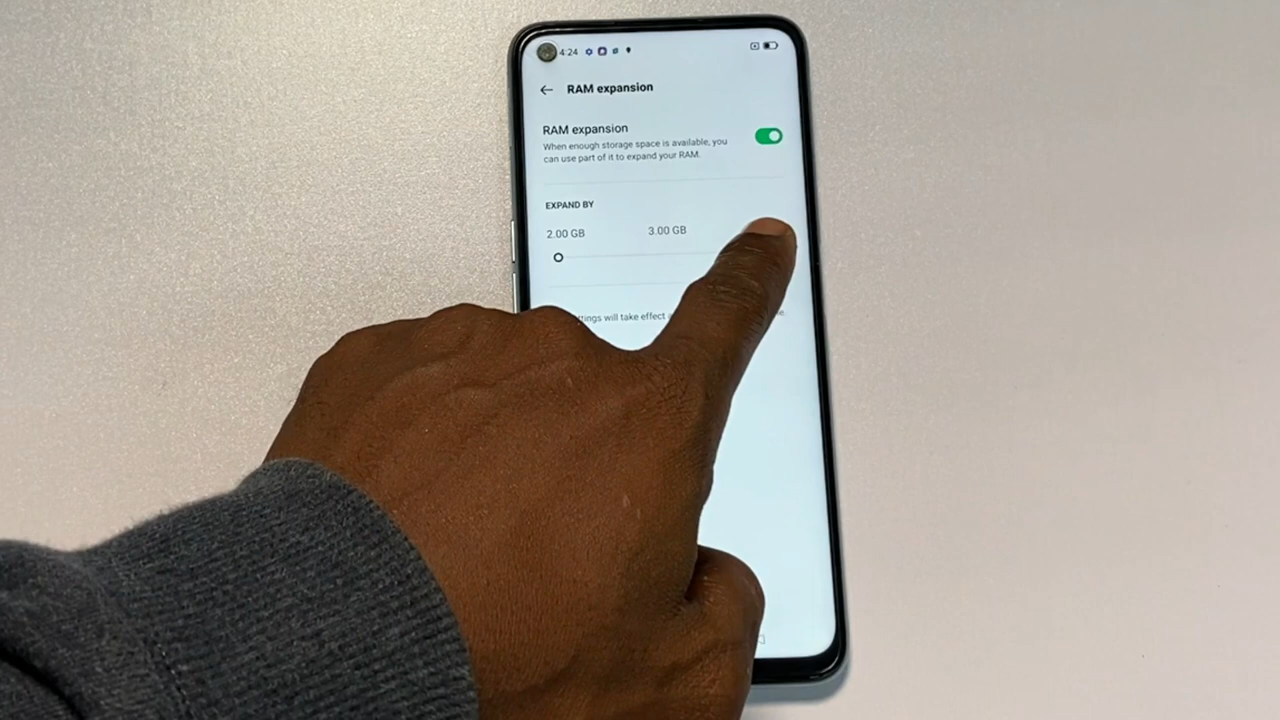 4:24
RAM expansion
RAM expansion
When enough storage space is available, you
can use part of it to expand your RAM.
EXPAND BY
2.00 GB 3.00 GB
will take effect